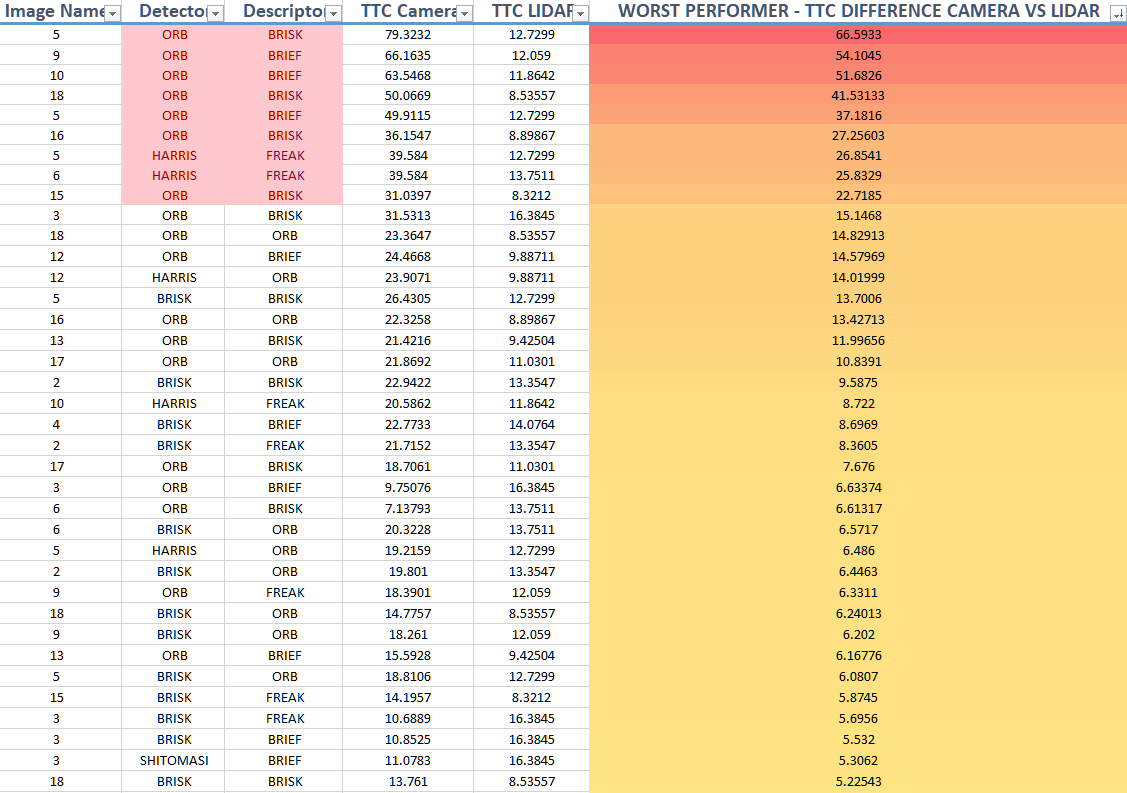 Image Name Detecto Descripto TTC Camera TTC LIDAR WORST PERFORMER - TTC DIFFERENCE CAMERA VS LIDAR
5 ORB BRISK 79.3232 12.7299 66.5933
9 ORB BRIEF 66.1635 12.059 54.1045
10 ORB BRIEF 63.5468 11.8642 51.6826
18 ORB BRISK 50.0669 8.53557 41.53133
5 ORB BRIEF 49.9115 12.7299 37.1816
16 ORB BRISK 36.1547 8.89867 27.25603
5 HARRIS FREAK 39.584 12.7299 26.8541
6 HARRIS FREAK 39.584 13.7511 25.8329
15 ORB BRISK 31.0397 8.3212 22.7185
3 ORB BRISK 31.5313 16.3845 15.1468
18 ORB ORB 23.3647 8.53557 14.82913
12 ORB BRIEF 24.4668 9.88711 14.57969
12 HARRIS ORB 23.9071 9.88711 14.01999
5 BRISK BRISK 26.4305 12.7299 13.7006
16 ORB ORB 22.3258 8.89867 13.42713
13 ORB BRISK 21.4216 9.42504 11.99656
17 ORB ORB 21.8692 11.0301 10.8391
2 BRISK BRISK 22.9422 13.3547 9.5875
10 HARRIS FREAK 20.5862 11.8642 8.722
4 BRISK BRIEF 22.7733 14.0764 8.6969
2 BRISK FREAK 21.7152 13.3547 8.3605
17 ORB BRISK 18.7061 11.0301 7.676
3 ORB BRIEF 9.75076 16.3845 6.63374
6 ORB BRISK 7.13793 13.7511 6.61317
6 BRISK ORB 20.3228 13.7511 6.5717
5 HARRIS ORB 19.2159 12.7299 6.486
2 BRISK ORB 19.801 13.3547 6.4463
9 ORB FREAK 18.3901 12.059 6.3311
18 BRISK ORB 14.7757 8.53557 6.24013
9 BRISK ORB 18.261 12.059 6.202
13 ORB BRIEF 15.5928 9.42504 6.16776
5 BRISK ORB 18.8106 12.7299 6.0807
15 BRISK FREAK 14.1957 8.3212 5.8745
3 BRISK FREAK 10.6889 16.3845 5.6956
3 BRISK BRIEF 10.8525 16.3845 5.532
3 SHITOMASI BRIEF 11.0783 16.3845 5.3062
18 BRISK BRISK 13.761 8.53557 5.22543